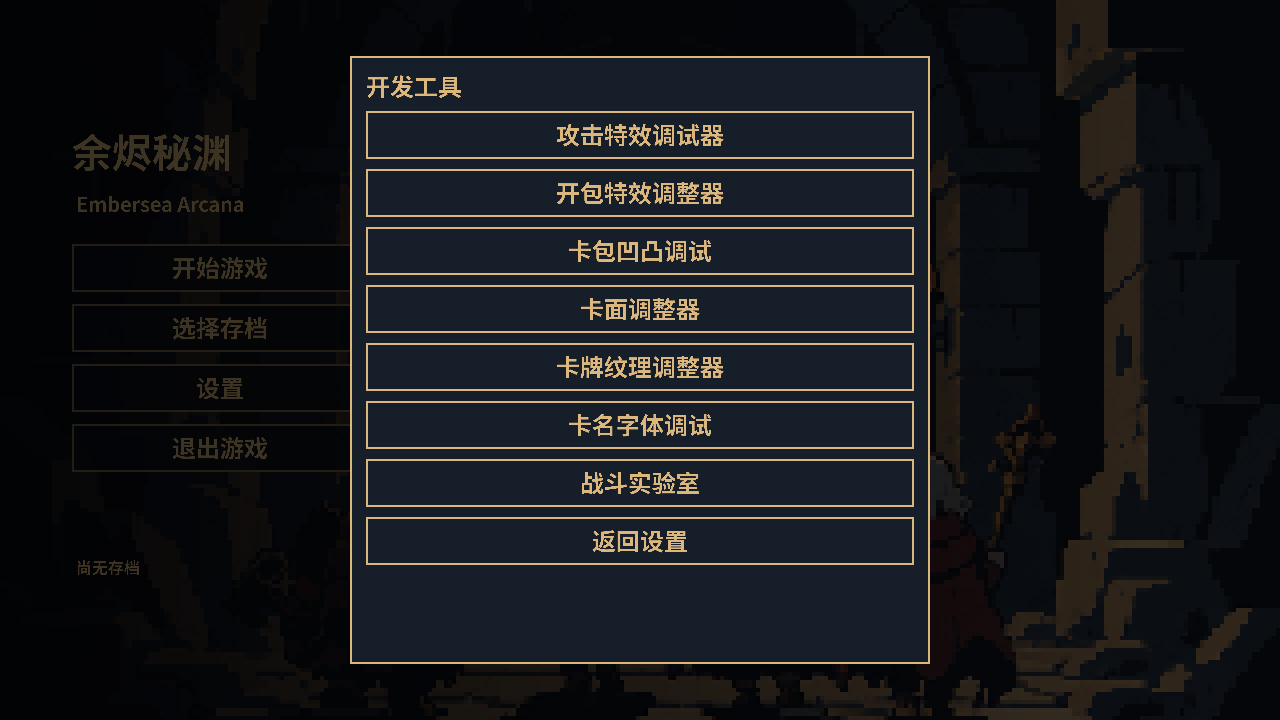 开发工具
攻击特效调试器
开包特效调整器
卡包凹凸调试
卡面调整器
卡牌纹理调整器
卡名字体调试
战斗实验室
返回设置
余烬秘渊
Embersea Arcana
开始游戏
选择存档
设置
退出游戏
尚无存档